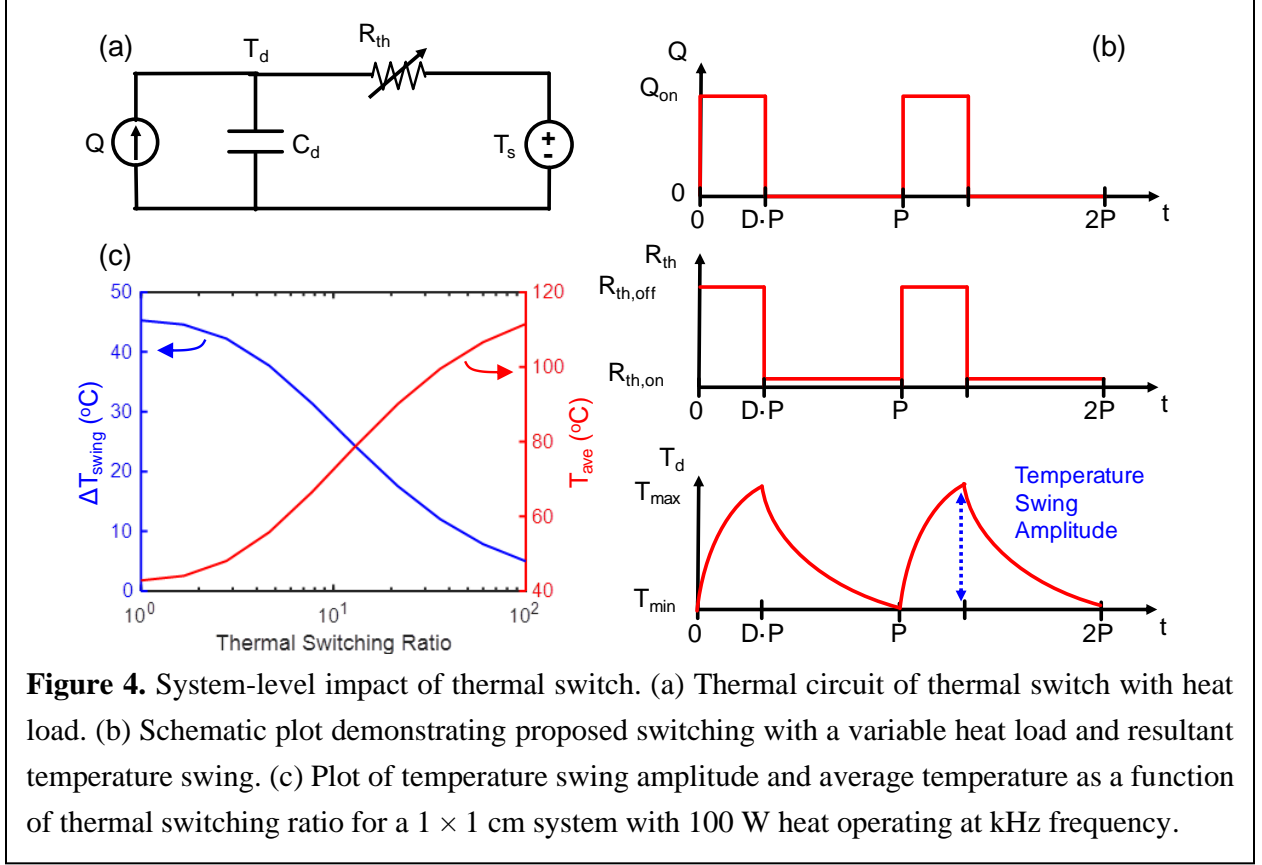 (a)
T_d
R_th
Q
C_d
T_s
+
-
(b)
Q
Q_on
0
0 D·P P 2P t
R_th
R_th,off
R_th,on
0 D·P P 2P t
T_d
T_max
T_min
Temperature
Swing
Amplitude
0 D·P P 2P t
(c)
50 120
40 100
30 80
20
10 60
0 40
ΔT_swing (°C)
T_ave (°C)
10^0 10^1 10^2
Thermal Switching Ratio
Figure 4. System-level impact of thermal switch. (a) Thermal circuit of thermal switch with heat
load. (b) Schematic plot demonstrating proposed switching with a variable heat load and resultant
temperature swing. (c) Plot of temperature swing amplitude and average temperature as a function
of thermal switching ratio for a 1 × 1 cm system with 100 W heat operating at kHz frequency.